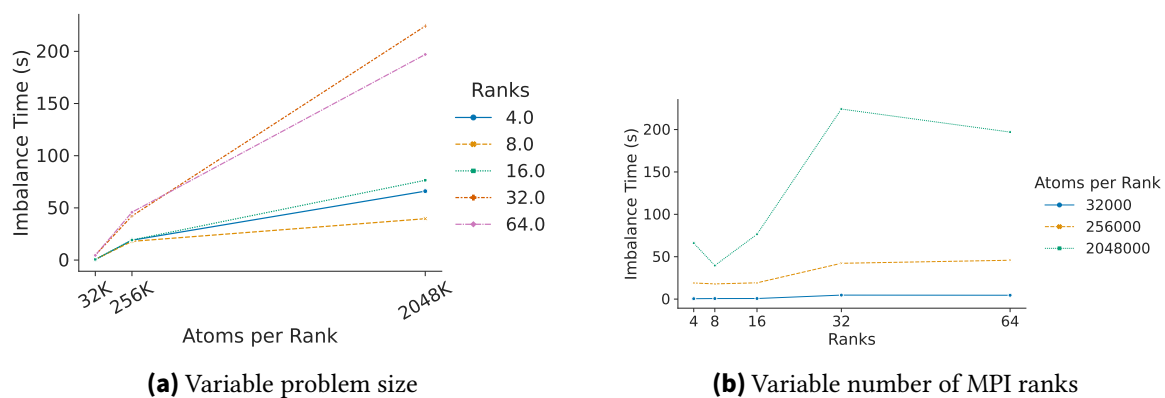 Imbalance Time (s)
200
150
100
50
0
32K
256K
2048K
Atoms per Rank
Ranks
4.0
8.0
16.0
32.0
64.0
(a) Variable problem size
Imbalance Time (s)
200
150
100
50
0
4 8 16 32 64
Ranks
Atoms per Rank
32000
256000
2048000
(b) Variable number of MPI ranks